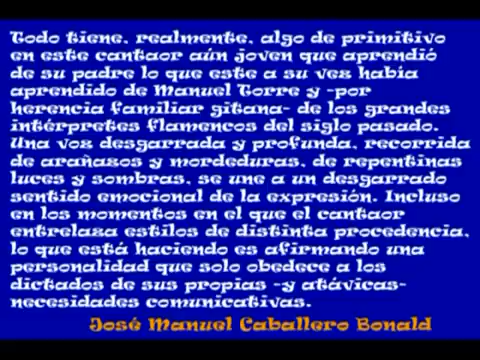 Todo tiene, realmente, algo de primitivo
en este cantaor aún joven que aprendió
de su padre lo que este a su vez había
aprendido de Manuel Torre y -por
herencia familiar gitana- de los grandes
intérpretes flamencos del siglo pasado.
Una voz desgarrada y profunda, recorrida
de arañazos y mordeduras, de repentinas
luces y sombras, se une a un desgarrado
sentido emocional de la expresión. Incluso
en los momentos en el que el cantaor
entrelaza estilos de distinta procedencia,
lo que está haciendo es afirmando una
personalidad que solo obedece a los
dictados de sus propias -y atávicas-
necesidades comunicativas.
José Manuel Caballero Bonald